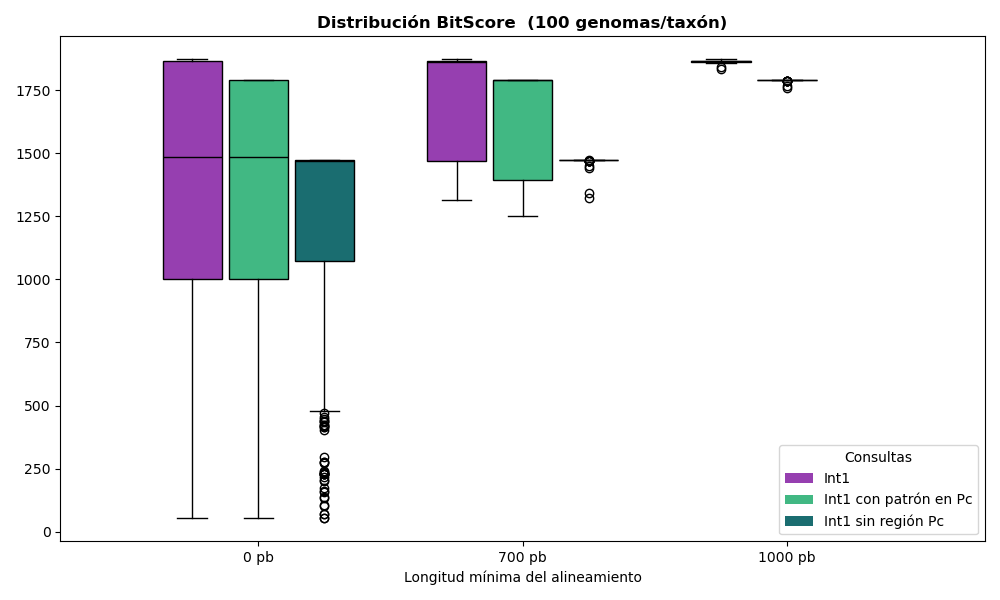 Distribución BitScore  (100 genomas/taxón)
1750
1500
1250
1000
750
500
250
0
0 pb
700 pb
1000 pb
Longitud mínima del alineamiento
Consultas
Int1
Int1 con patrón en Pc
Int1 sin región Pc